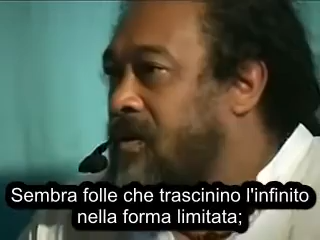 Sembra folle che trascinino l'infinito
nella forma limitata;